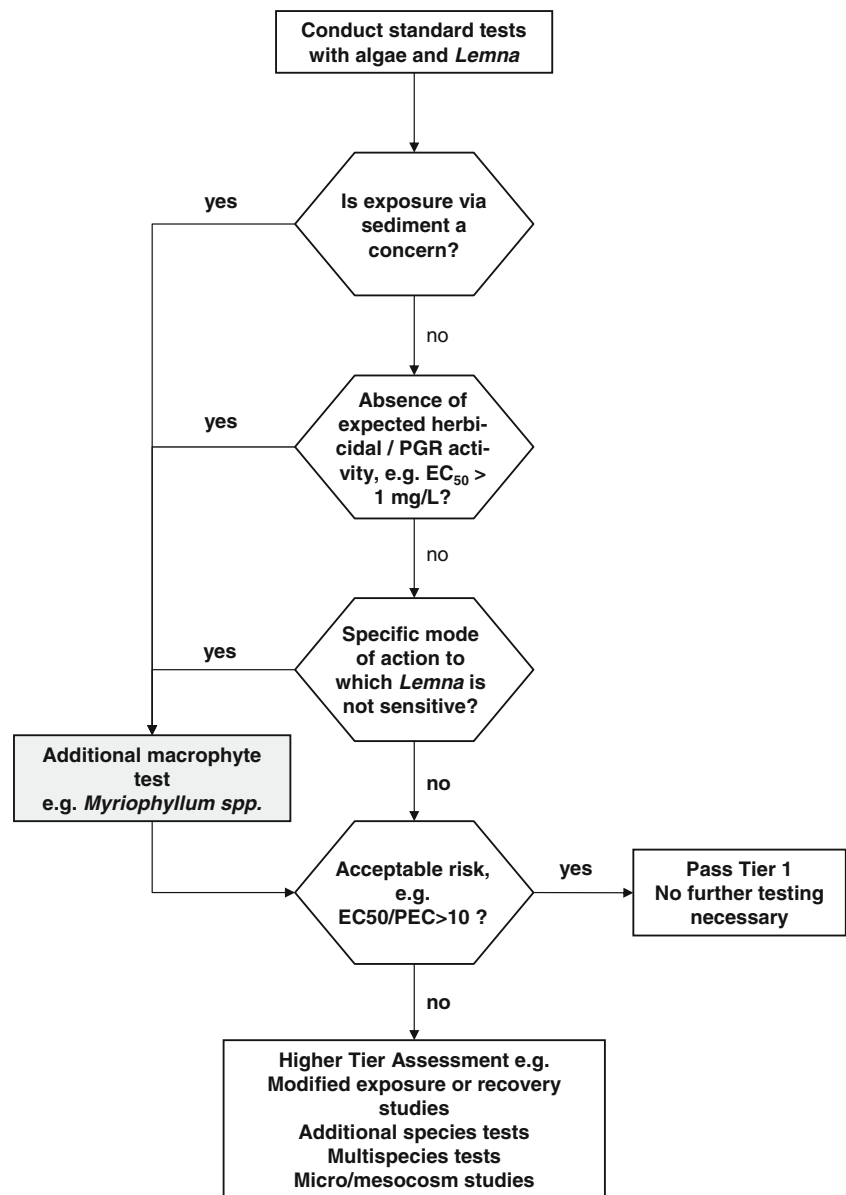 Conduct standard tests
with algae and Lemna
yes
Is exposure via
sediment a
concern?
no
yes
Absence of
expected herbi-
cidal / PGR acti-
vity, e.g. EC₅₀ >
1 mg/L?
no
yes
Specific mode
of action to
which Lemna is
not sensitive?
Additional macrophyte
test
e.g. Myriophyllum spp.
no
Acceptable risk,
e.g.
EC50/PEC>10 ?
yes
Pass Tier 1
No further testing
necessary
no
Higher Tier Assessment e.g.
Modified exposure or recovery
studies
Additional species tests
Multispecies tests
Micro/mesocosm studies